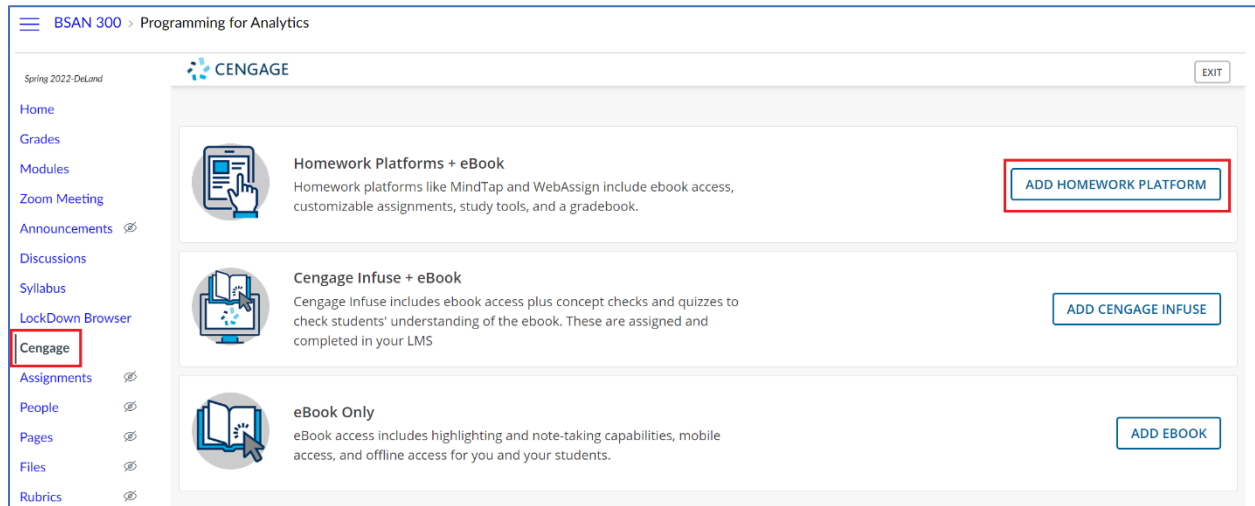 BSAN 300 > Programming for Analytics
Spring 2022-DeLand
CENGAGE
EXIT
Home
Grades
Modules
Zoom Meeting
Announcements
Discussions
Syllabus
LockDown Browser
Cengage
Assignments
People
Pages
Files
Rubrics
Homework Platforms + eBook
Homework platforms like MindTap and WebAssign include ebook access,
customizable assignments, study tools, and a gradebook.
ADD HOMEWORK PLATFORM
Cengage Infuse + eBook
Cengage Infuse includes ebook access plus concept checks and quizzes to
check students' understanding of the ebook. These are assigned and
completed in your LMS
ADD CENGAGE INFUSE
eBook Only
eBook access includes highlighting and note-taking capabilities, mobile
access, and offline access for you and your students.
ADD EBOOK